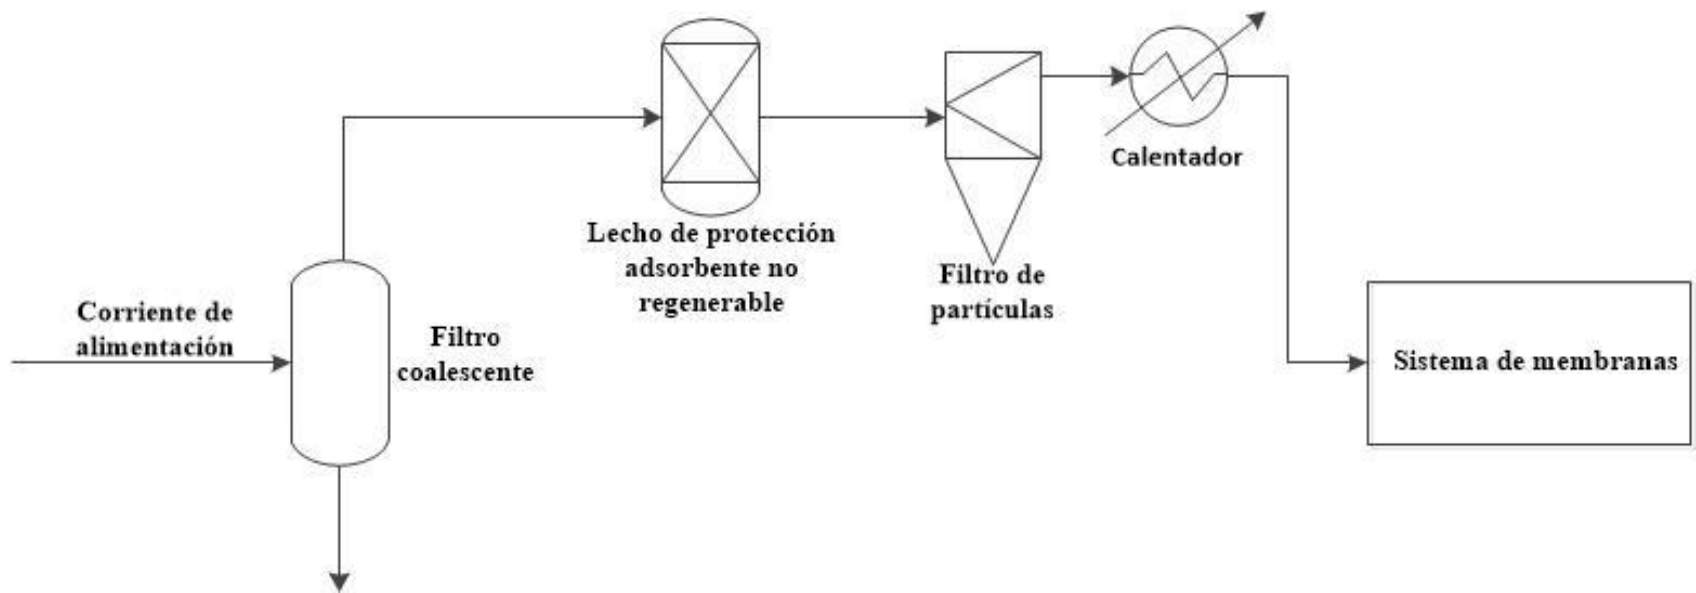 Corriente de
alimentación
Filtro
coalescente
Lecho de protección
adsorbente no
regenerable
Filtro de
partículas
Calentador
Sistema de membranas